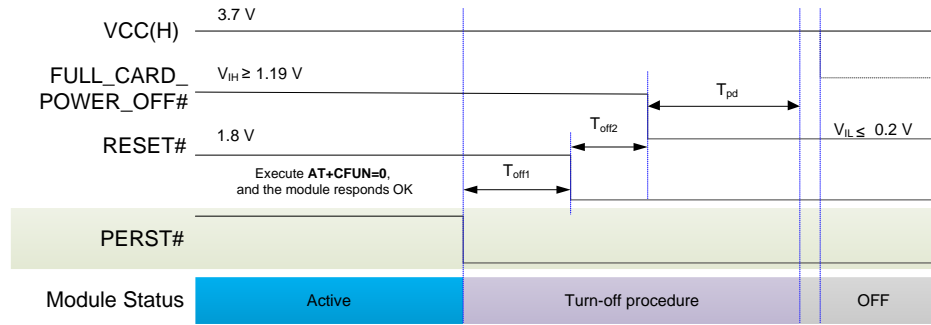 3.7 V
VCC(H)
FULL_CARD_
POWER_OFF#
VIH ≥ 1.19 V
Tpd
RESET#
1.8 V
Toff2
VIL ≤ 0.2 V
Execute AT+CFUN=0,
and the module responds OK
Toff1
PERST#
Module Status
Active
Turn-off procedure
OFF